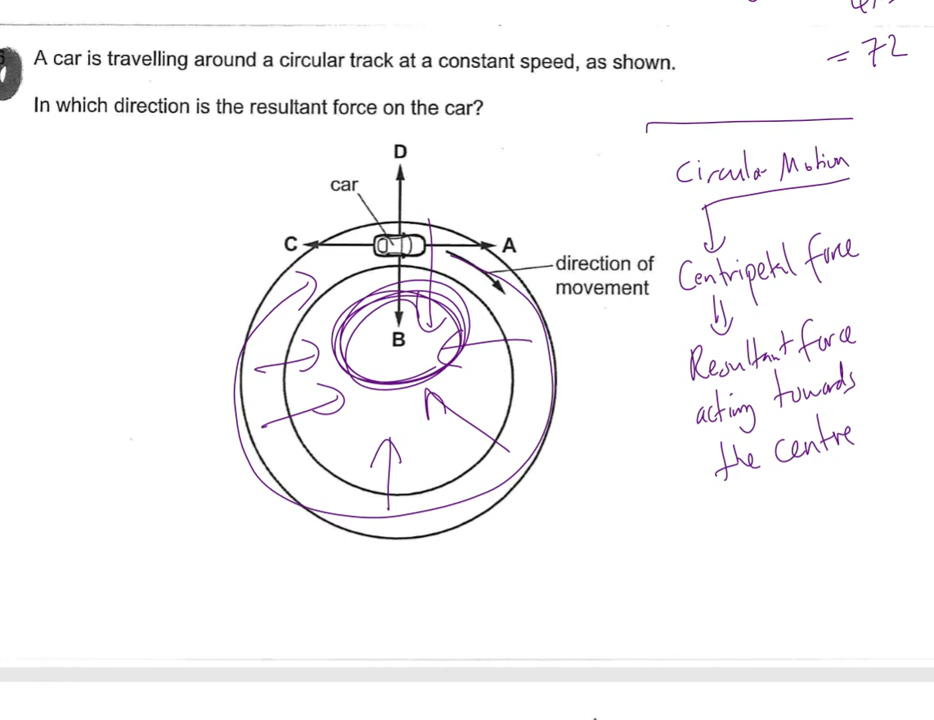 = 72
A car is travelling around a circular track at a constant speed, as shown.
In which direction is the resultant force on the car?
D
car
C
A
direction of
movement
B
Circular Motion
Centripetal force
Resultant force
acting towards
the centre